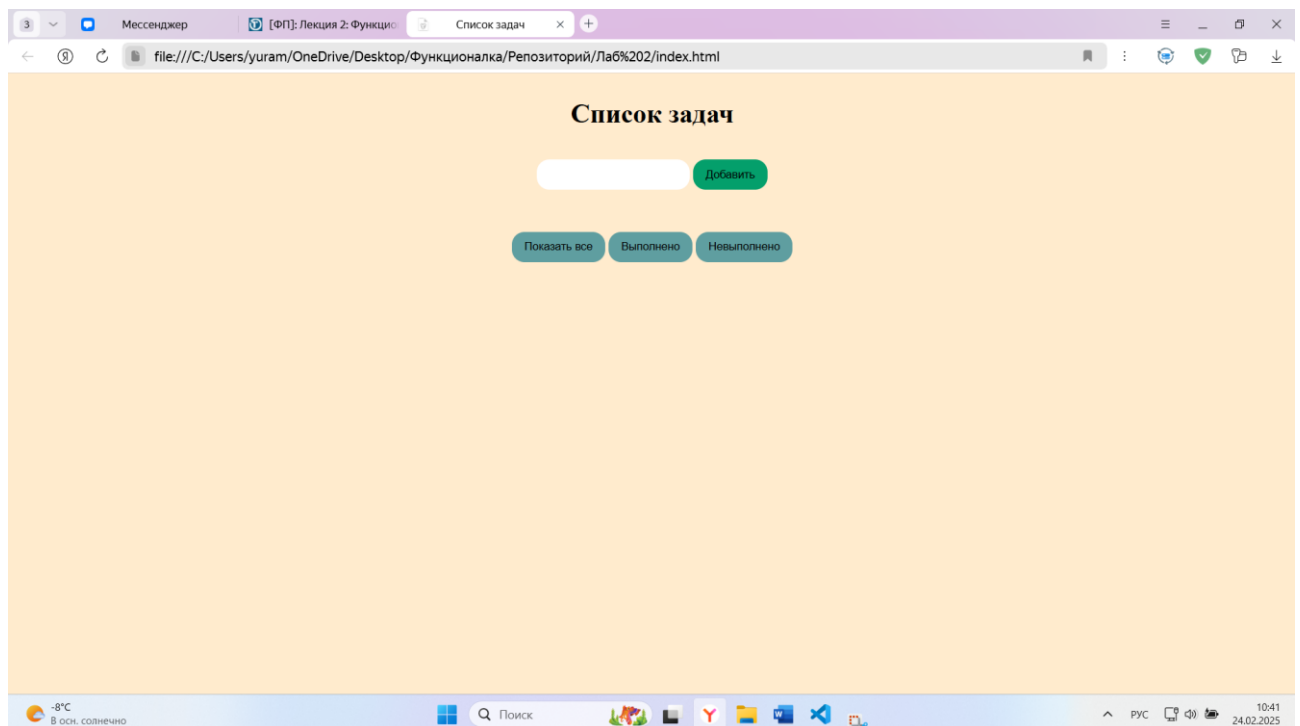 3
Мессенджер
[ФП]: Лекция 2: Функцио
Список задач
file:///C:/Users/yuram/OneDrive/Desktop/Функционалка/Репозиторий/Лаб%202/index.html
Список задач
Добавить
Показать все
Выполнено
Невыполнено
-8°C
В осн. солнечно
Поиск
РУС
10:41
24.02.2025